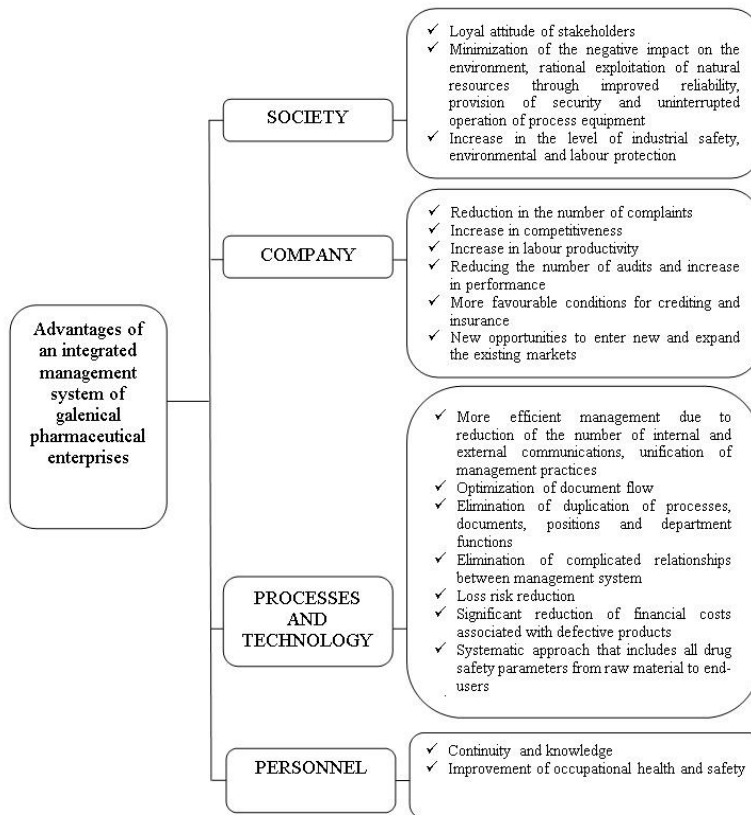 Advantages of
an integrated
management
system of
galenical
pharmaceutical
enterprises
SOCIETY
✓ Loyal attitude of stakeholders
✓ Minimization of the negative impact on the
environment, rational exploitation of natural
resources through improved reliability,
provision of security and uninterrupted
operation of process equipment
✓ Increase in the level of industrial safety,
environmental and labour protection
COMPANY
✓ Reduction in the number of complaints
✓ Increase in competitiveness
✓ Increase in labour productivity
✓ Reducing the number of audits and increase
in performance
✓ More favourable conditions for crediting and
insurance
✓ New opportunities to enter new and expand
the existing markets
PROCESSES
AND
TECHNOLOGY
✓ More efficient management due to
reduction of the number of internal and
external communications, unification of
management practices
✓ Optimization of document flow
✓ Elimination of duplication of processes,
documents, positions and department
functions
✓ Elimination of complicated relationships
between management system
✓ Loss risk reduction
✓ Significant reduction of financial costs
associated with defective products
✓ Systematic approach that includes all drug
safety parameters from raw material to end-
users
.
PERSONNEL
✓ Continuity and knowledge
✓ Improvement of occupational health and safety